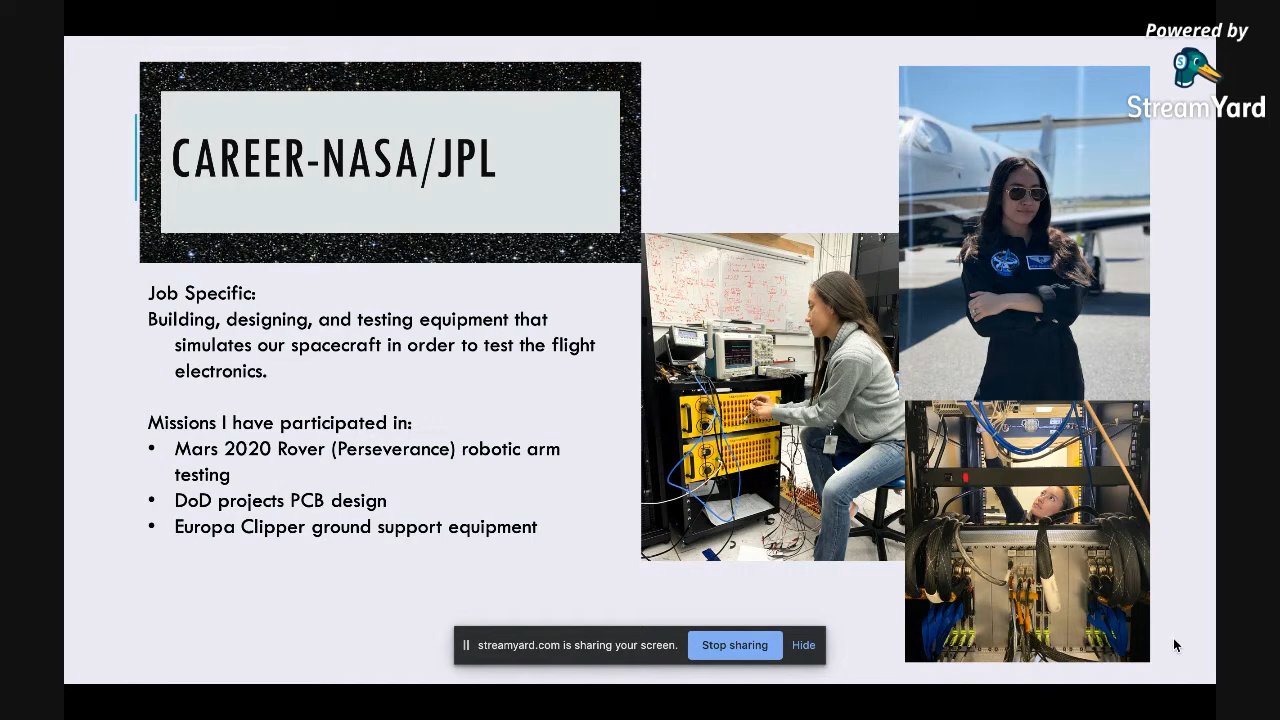 Powered by
StreamYard
CAREER-NASA/JPL
Job Specific:
Building, designing, and testing equipment that
simulates our spacecraft in order to test the flight
electronics.
Missions I have participated in:
• Mars 2020 Rover (Perseverance) robotic arm
testing
• DoD projects PCB design
• Europa Clipper ground support equipment
streamyard.com is sharing your screen.
Stop sharing
Hide